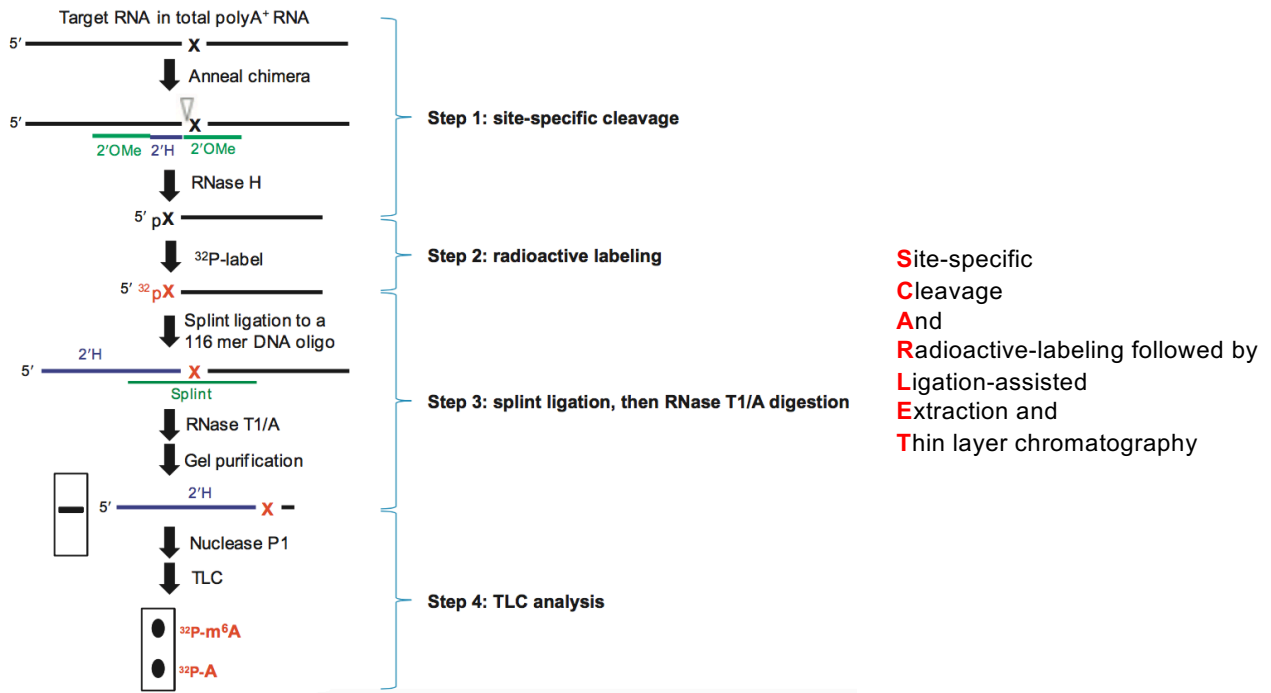 Target RNA in total polyA⁺ RNA
5′ X
Anneal chimera
5′ X
2′OMe 2′H 2′OMe
RNase H
5′ pX
³²P-label
5′ ³²pX
Splint ligation to a
116 mer DNA oligo
2′H
5′ X
Splint
RNase T1/A
Gel purification
2′H
5′ X
Nuclease P1
TLC
³²P-m⁶A
³²P-A
Step 1: site-specific cleavage
Step 2: radioactive labeling
Step 3: splint ligation, then RNase T1/A digestion
Step 4: TLC analysis
Site-specific
Cleavage
And
Radioactive-labeling followed by
Ligation-assisted
Extraction and
Thin layer chromatography